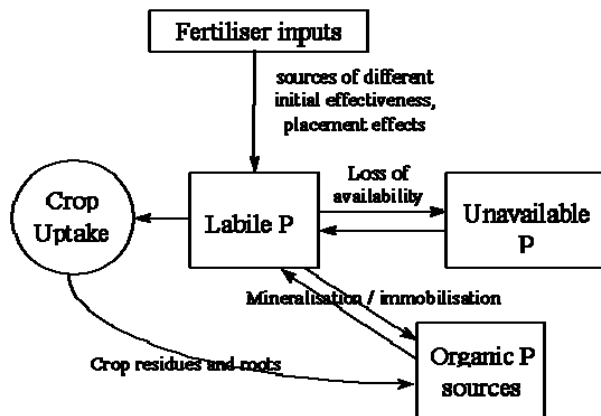 Fertiliser inputs
sources of different
initial effectiveness,
placement effects
Crop
Uptake
Labile P
Loss of
availability
Unavailable
P
Mineralisation / immobilisation
Crop residues and roots
Organic P
sources